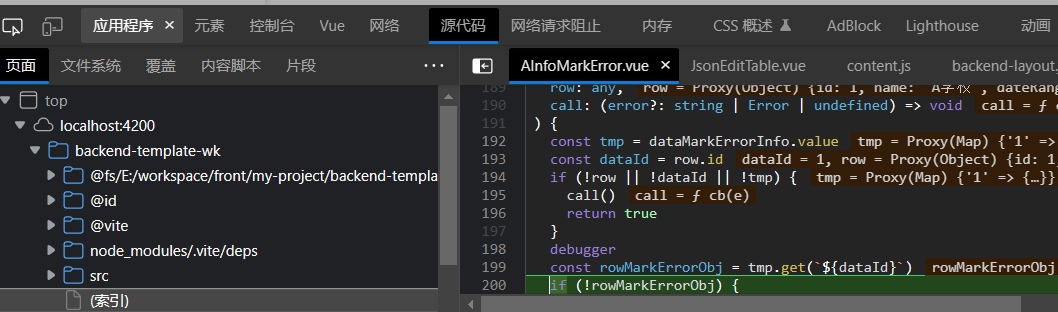 应用程序 × 元素 控制台 Vue 网络 源代码 网络请求阻止 内存 CSS 概述 AdBlock Lighthouse 动画
页面 文件系统 覆盖 内容脚本 片段 ···
AInfoMarkError.vue × JsonEditTable.vue content.js backend-layout.
top
localhost:4200
backend-template-wk
@fs/E:/workspace/front/my-project/backend-templa
@id
@vite
node_modules/.vite/deps
src
(索引)
189 row: any, row = Proxy(Object) {id: 1, name: "A学校", dateRang
190 call: (error?: string | Error | undefined) => void call = ƒ c
191 ) {
192 const tmp = dataMarkErrorInfo.value tmp = Proxy(Map) {'1' =>
193 const dataId = row.id dataId = 1, row = Proxy(Object) {id: 1
194 if (!row || !dataId || !tmp) { tmp = Proxy(Map) {'1' => {…}}
195 call() call = ƒ cb(e)
196 return true
197 }
198 debugger
199 const rowMarkErrorObj = tmp.get(`${dataId}`) rowMarkErrorObj
200 if (!rowMarkErrorObj) {